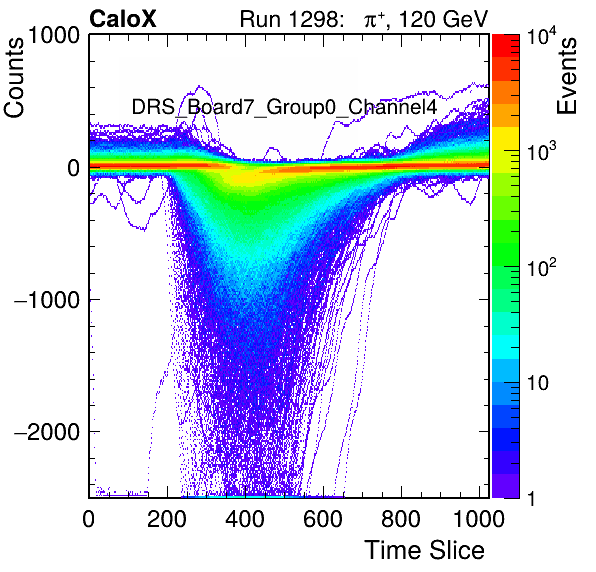 CaloX Run 1298: π⁺, 120 GeV
DRS_Board7_Group0_Channel4
Counts
1000
0
−1000
−2000
0 200 400 600 800 1000
Time Slice
Events
10⁴
10³
10²
10
1